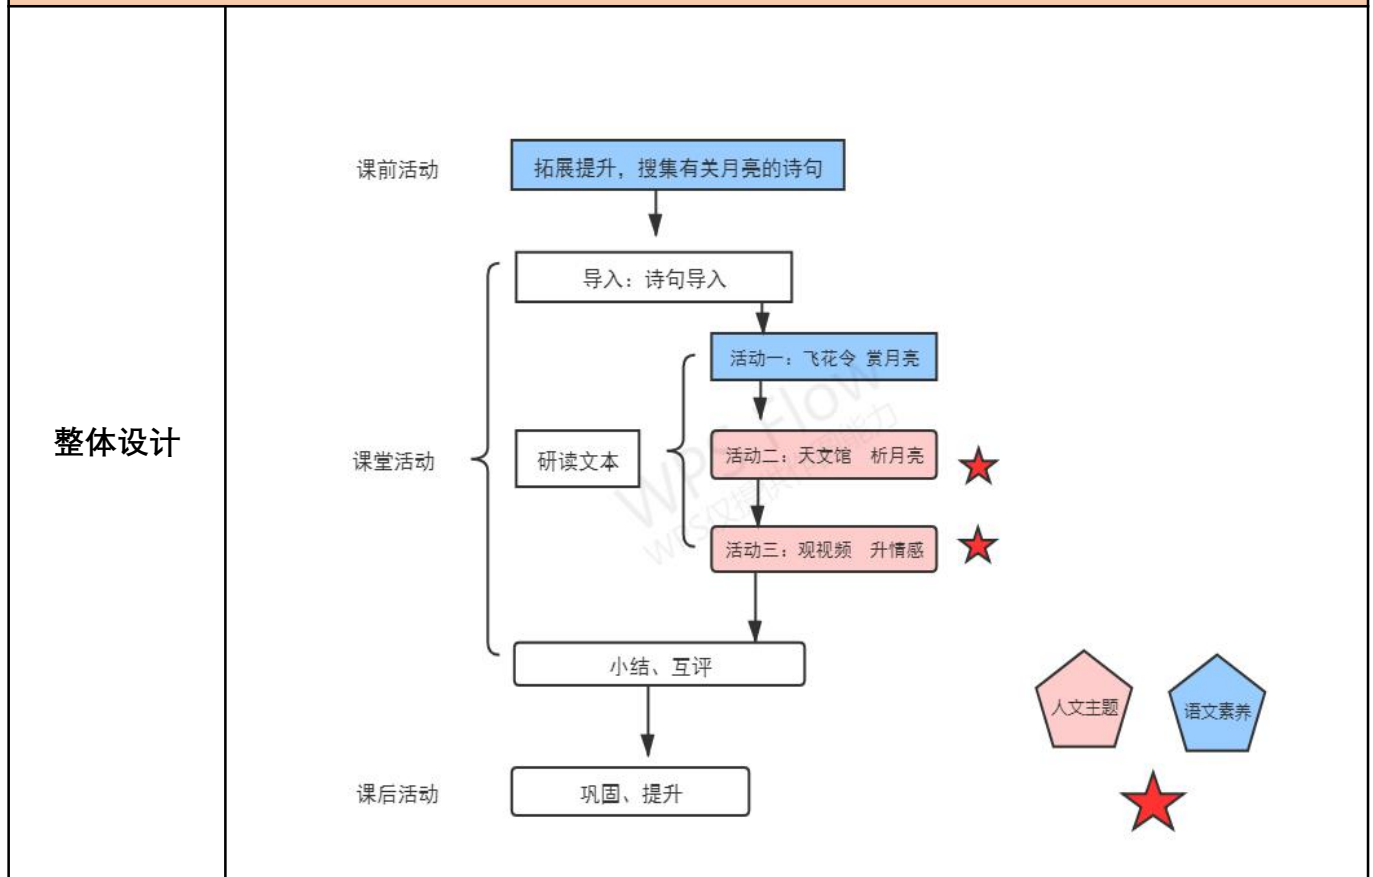 整体设计
课前活动
拓展提升，搜集有关月亮的诗句
导入：诗句导入
活动一：飞花令 赏月亮
课堂活动
研读文本
活动二：天文馆 析月亮
活动三：观视频 升情感
小结、互评
人文主题
语文素养
课后活动
巩固、提升
WPS Flow